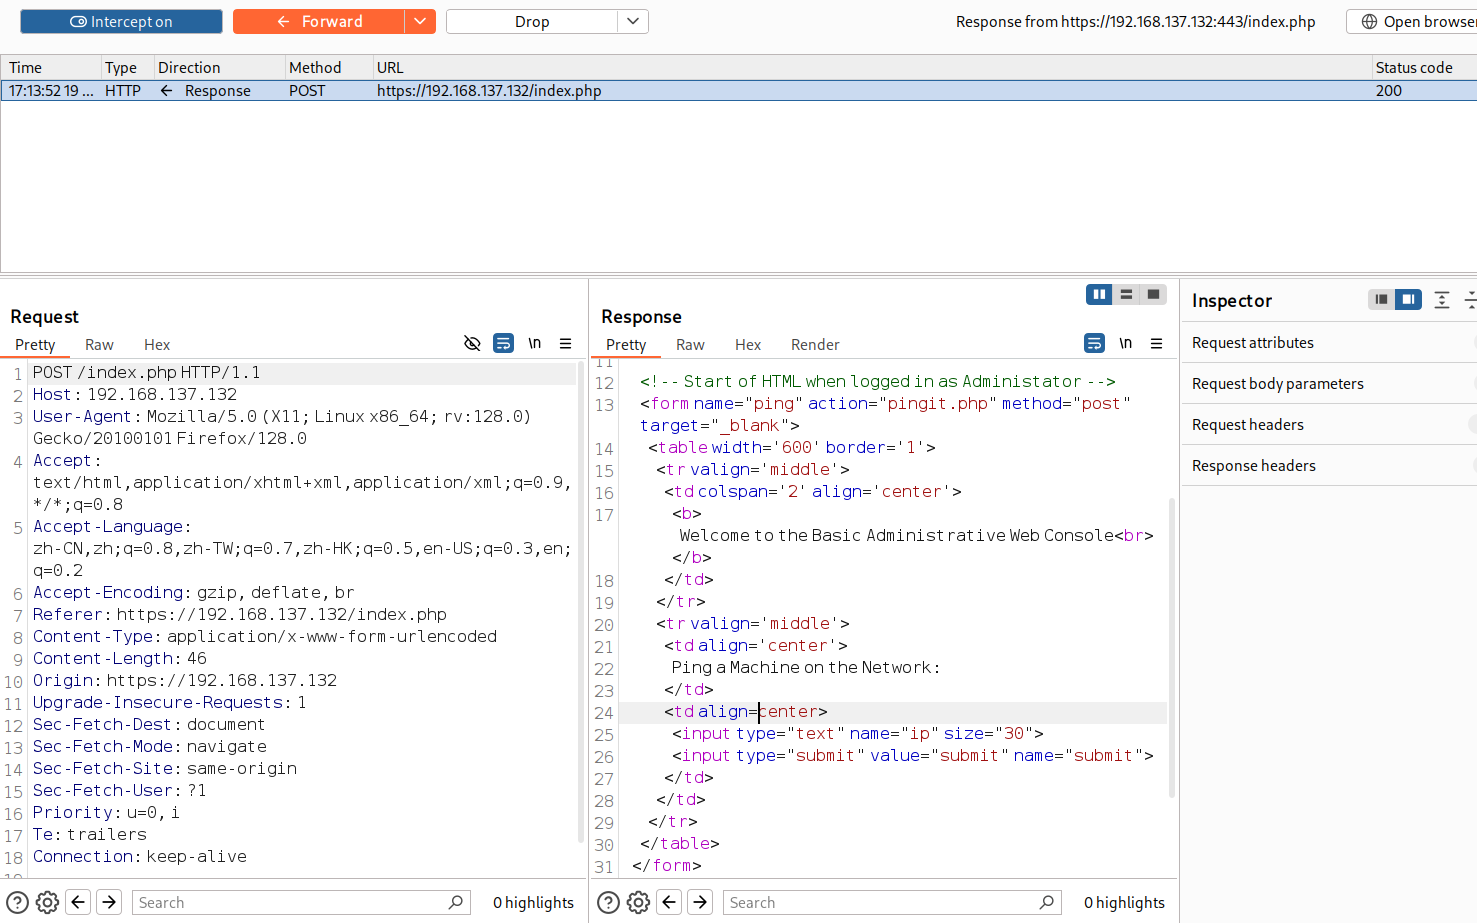 Intercept on
Forward
Drop
Response from https://192.168.137.132:443/index.php
Open browser
Time Type Direction Method URL Status code
17:13:52 19 ... HTTP Response POST https://192.168.137.132/index.php 200
Request
Pretty Raw Hex \n
1 POST /index.php HTTP/1.1
2 Host: 192.168.137.132
3 User-Agent: Mozilla/5.0 (X11; Linux x86_64; rv:128.0)
Gecko/20100101 Firefox/128.0
4 Accept:
text/html,application/xhtml+xml,application/xml;q=0.9,
*/*;q=0.8
5 Accept-Language:
zh-CN,zh;q=0.8,zh-TW;q=0.7,zh-HK;q=0.5,en-US;q=0.3,en;
q=0.2
6 Accept-Encoding: gzip, deflate, br
7 Referer: https://192.168.137.132/index.php
8 Content-Type: application/x-www-form-urlencoded
9 Content-Length: 46
10 Origin: https://192.168.137.132
11 Upgrade-Insecure-Requests: 1
12 Sec-Fetch-Dest: document
13 Sec-Fetch-Mode: navigate
14 Sec-Fetch-Site: same-origin
15 Sec-Fetch-User: ?1
16 Priority: u=0, i
17 Te: trailers
18 Connection: keep-alive
Search
0 highlights
Response
Pretty Raw Hex Render \n
11
12 <!-- Start of HTML when logged in as Administator -->
13 <form name="ping" action="pingit.php" method="post"
target="_blank">
14 <table width='600' border='1'>
15 <tr valign='middle'>
16 <td colspan='2' align='center'>
17 <b>
Welcome to the Basic Administrative Web Console<br>
</b>
18 </td>
19 </tr>
20 <tr valign='middle'>
21 <td align='center'>
22 Ping a Machine on the Network:
23 </td>
24 <td align=center>
25 <input type="text" name="ip" size="30">
26 <input type="submit" value="submit" name="submit">
27 </td>
28 </td>
29 </tr>
30 </table>
31 </form>
Search
0 highlights
Inspector
Request attributes
Request body parameters
Request headers
Response headers